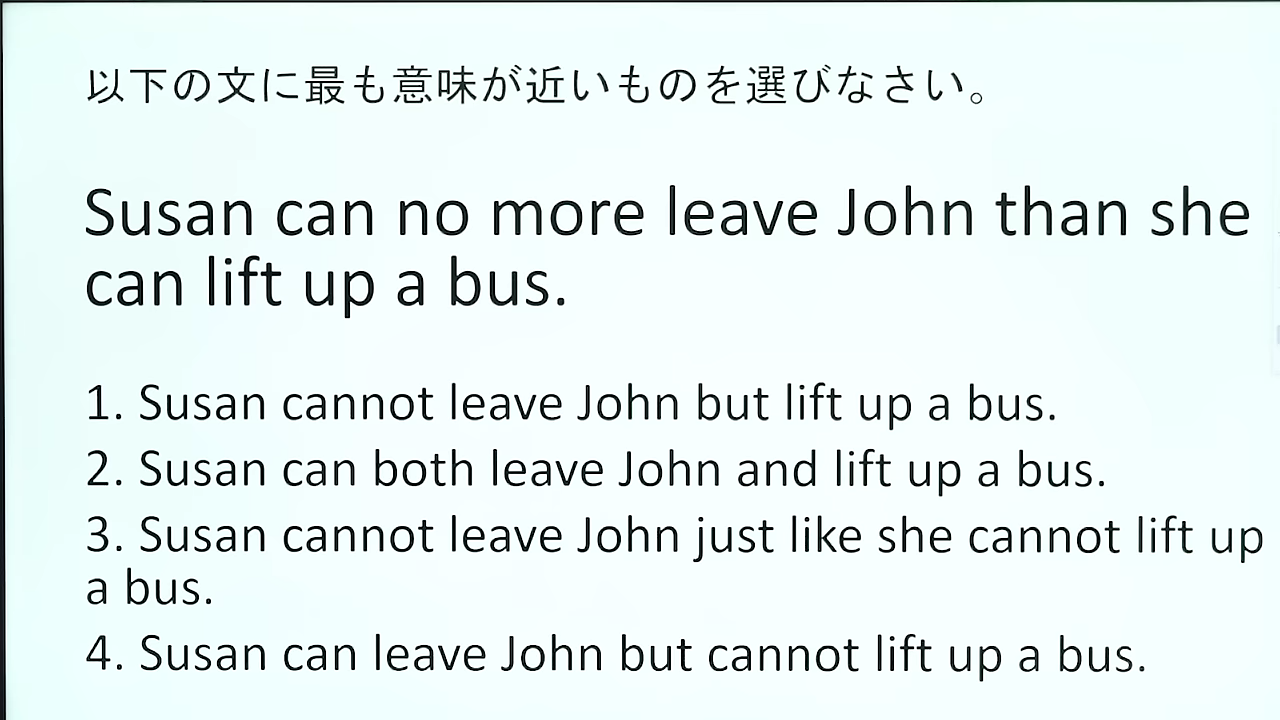 以下の文に最も意味が近いものを選びなさい。
Susan can no more leave John than she
can lift up a bus.
1. Susan cannot leave John but lift up a bus.
2. Susan can both leave John and lift up a bus.
3. Susan cannot leave John just like she cannot lift up
a bus.
4. Susan can leave John but cannot lift up a bus.